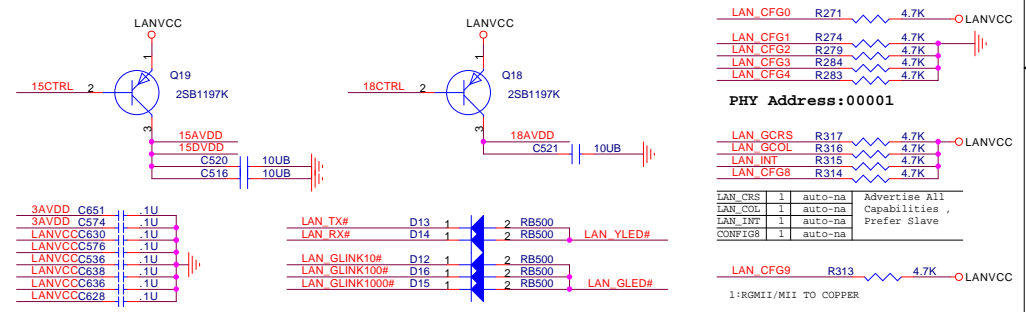 LANVCC
1
Q19
15CTRL 2
2SB1197K
3
15AVDD
15DVDD
C520 10UB
C516 10UB
LANVCC
1
Q18
18CTRL 2
2SB1197K
3
18AVDD
C521 10UB
LAN_CFG0 R271 4.7K LANVCC
LAN_CFG1 R274 4.7K
LAN_CFG2 R279 4.7K
LAN_CFG3 R284 4.7K
LAN_CFG4 R283 4.7K
PHY Address:00001
LAN_GCRS R317 4.7K LANVCC
LAN_GCOL R316 4.7K
LAN_INT R315 4.7K
LAN_CFG8 R314 4.7K
LAN_CRS 1 auto-na Advertise All
LAN_COL 1 auto-na Capabilities ,
LAN_INT 1 auto-na Prefer Slave
CONFIG8 1 auto-na
LAN_CFG9 R313 4.7K LANVCC
1:RGMII/MII TO COPPER
3AVDD C651 .1U
3AVDD C574 .1U
LANVCC C630 .1U
LANVCC C576 .1U
LANVCC C536 .1U
LANVCC C638 .1U
LANVCC C636 .1U
LANVCC C628 .1U
LAN_TX# D13 1 2 RB500
LAN_RX# D14 1 2 RB500 LAN_YLED#
LAN_GLINK10# D12 1 2 RB500
LAN_GLINK100# D16 1 2 RB500
LAN_GLINK1000# D15 1 2 RB500 LAN_GLED#